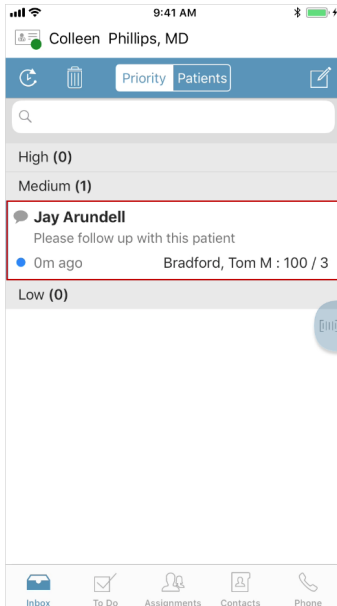 9:41 AM
Colleen Phillips, MD
Priority Patients
High (0)
Medium (1)
Jay Arundell
Please follow up with this patient
0m ago Bradford, Tom M : 100 / 3
Low (0)
Inbox To Do Assignments Contacts Phone